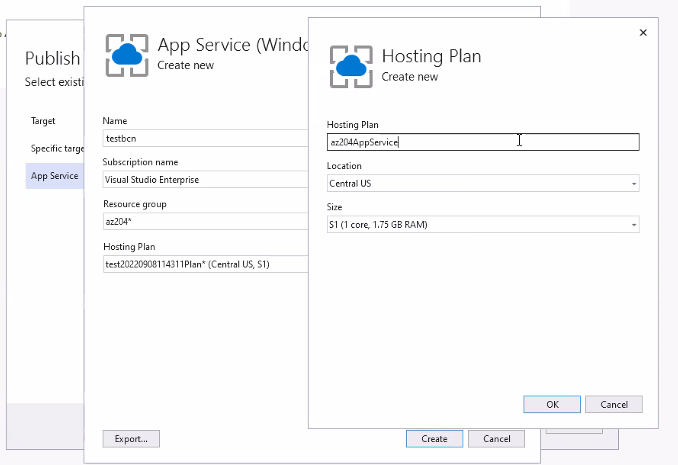 Publish
Select existi
Target
Specific targe
App Service
App Service (Windo
Create new
Name
testbcn
Subscription name
Visual Studio Enterprise
Resource group
az204*
Hosting Plan
test20220908114311Plan* (Central US, S1)
Export...
Create
Cancel
Hosting Plan
Create new
Hosting Plan
az204AppService
Location
Central US
Size
S1 (1 core, 1.75 GB RAM)
OK
Cancel